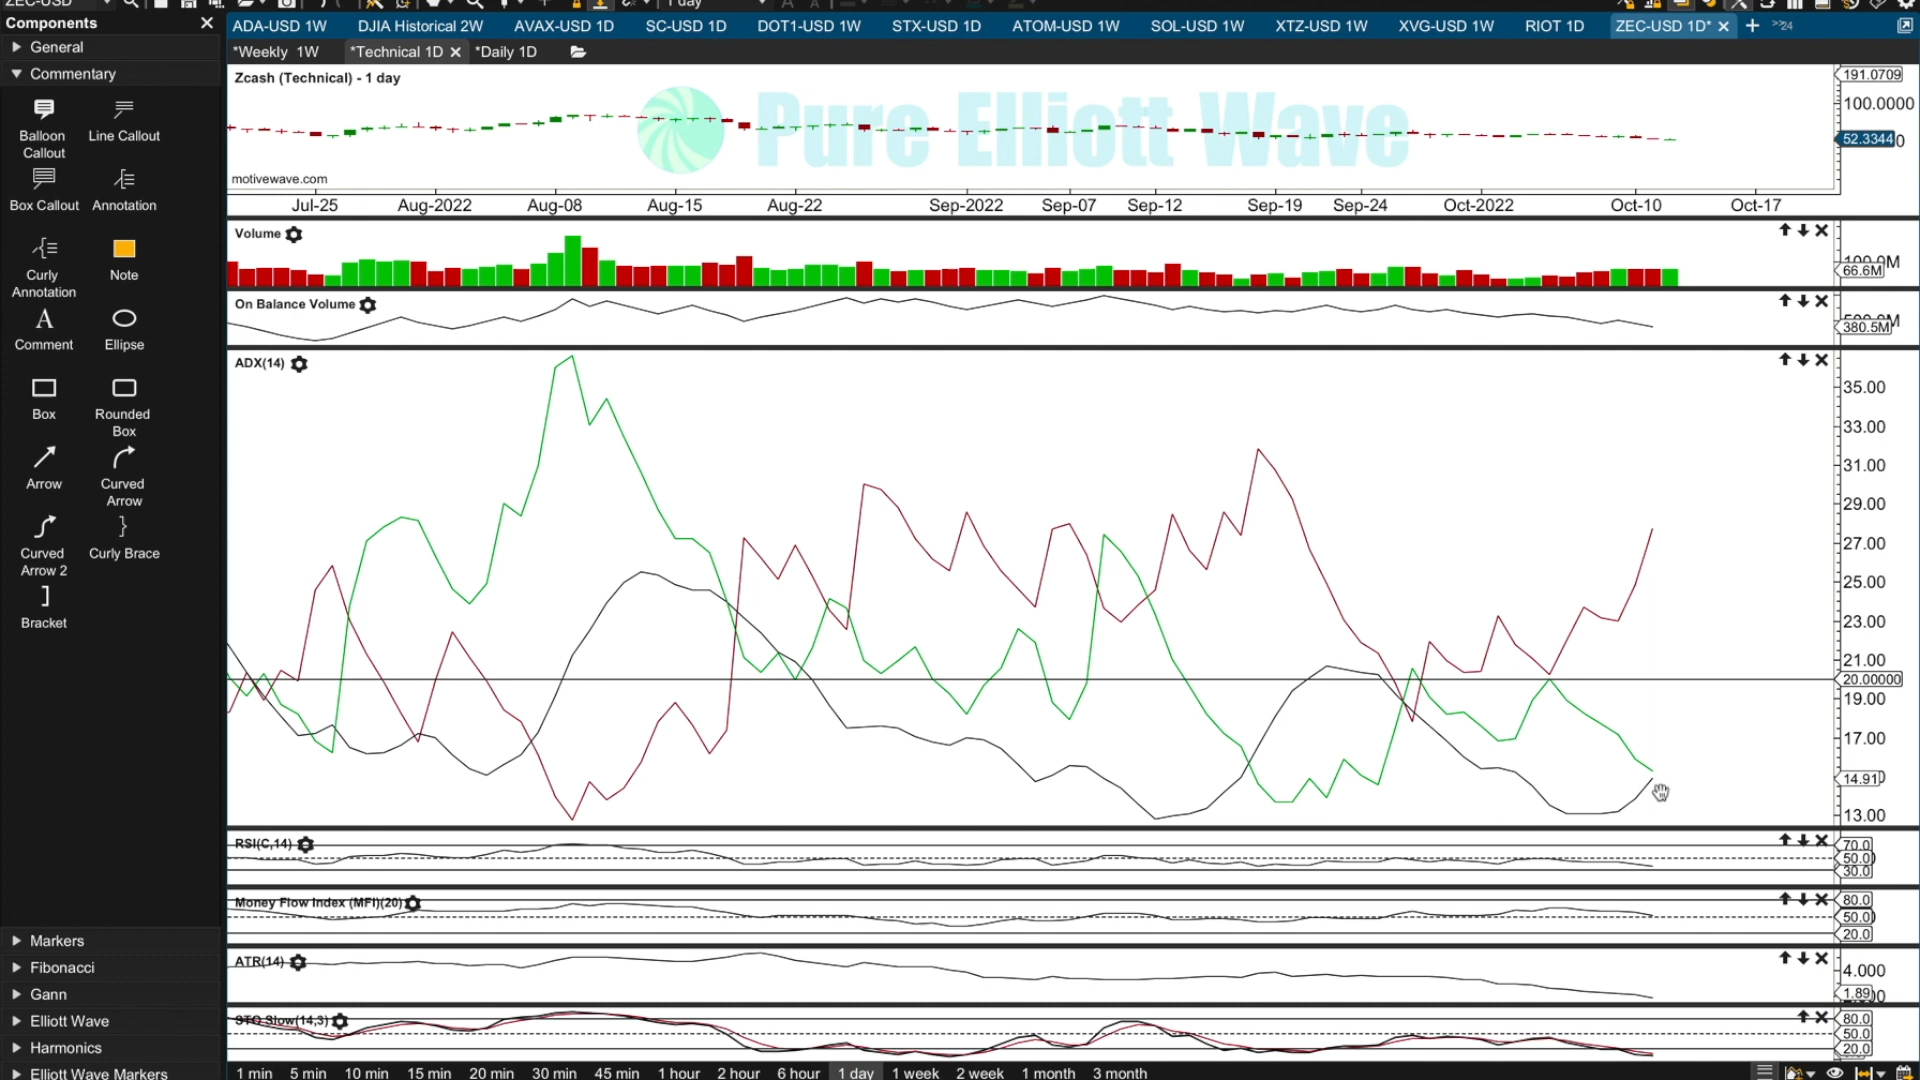 ZEC-USD
1 day
Components
General
Commentary
Balloon Callout
Line Callout
Box Callout
Annotation
Curly Annotation
Note
Comment
Ellipse
Box
Rounded Box
Arrow
Curved Arrow
Curved Arrow 2
Curly Brace
Bracket
Markers
Fibonacci
Gann
Elliott Wave
Harmonics
Elliott Wave Markers
ADA-USD 1W DJIA Historical 2W AVAX-USD 1D SC-USD 1D DOT1-USD 1W STX-USD 1D ATOM-USD 1W SOL-USD 1W XTZ-USD 1W XVG-USD 1W RIOT 1D ZEC-USD 1D* 24
*Weekly 1W *Technical 1D *Daily 1D
Zcash (Technical) - 1 day
Pure Elliott Wave
191.0709
100.0000
52.3344
motivewave.com
Jul-25 Aug-2022 Aug-08 Aug-15 Aug-22 Sep-2022 Sep-07 Sep-12 Sep-19 Sep-24 Oct-2022 Oct-10 Oct-17
Volume
100.0M
66.6M
On Balance Volume
380.5M
ADX(14)
35.00
33.00
31.00
29.00
27.00
25.00
23.00
21.00
20.00000
19.00
17.00
14.91
13.00
RSI(C,14)
70.0
50.0
30.0
Money Flow Index (MFI)(20)
80.0
50.0
20.0
ATR(14)
4.000
1.89
STO Slow(14,3)
80.0
50.0
20.0
1 min 5 min 10 min 15 min 20 min 30 min 45 min 1 hour 2 hour 6 hour 1 day 1 week 2 week 1 month 3 month